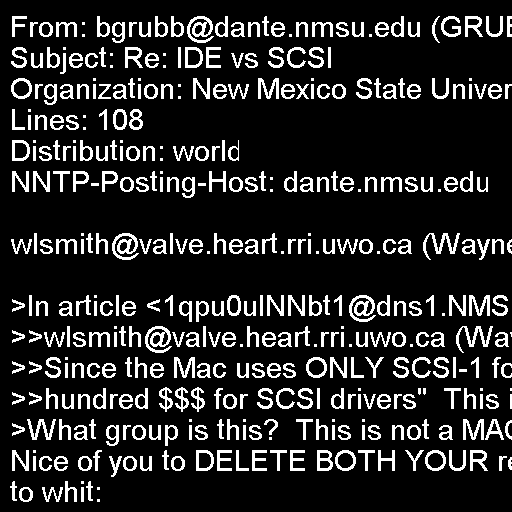 From: bgrubb@dante.nmsu.edu (GRUB
Subject: Re: IDE vs SCSI
Organization: New Mexico State Univer
Lines: 108
Distribution: world
NNTP-Posting-Host: dante.nmsu.edu

wlsmith@valve.heart.rri.uwo.ca (Wayne

>In article <1qpu0uINNbt1@dns1.NMS
>>wlsmith@valve.heart.rri.uwo.ca (Way
>>Since the Mac uses ONLY SCSI-1 fo
>>hundred $$$ for SCSI drivers"  This i
>What group is this?  This is not a MAC
Nice of you to DELETE BOTH YOUR re
to whit: